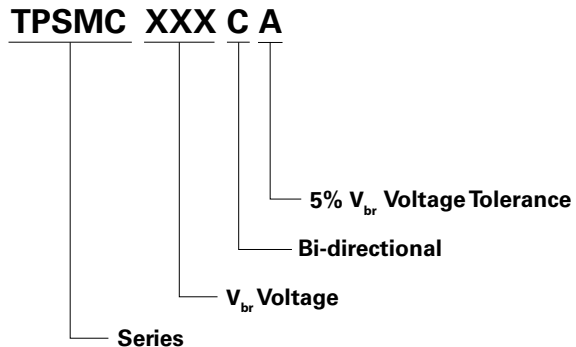 TPSMC XXX C A
5% Vbr Voltage Tolerance
Bi-directional
Vbr Voltage
Series